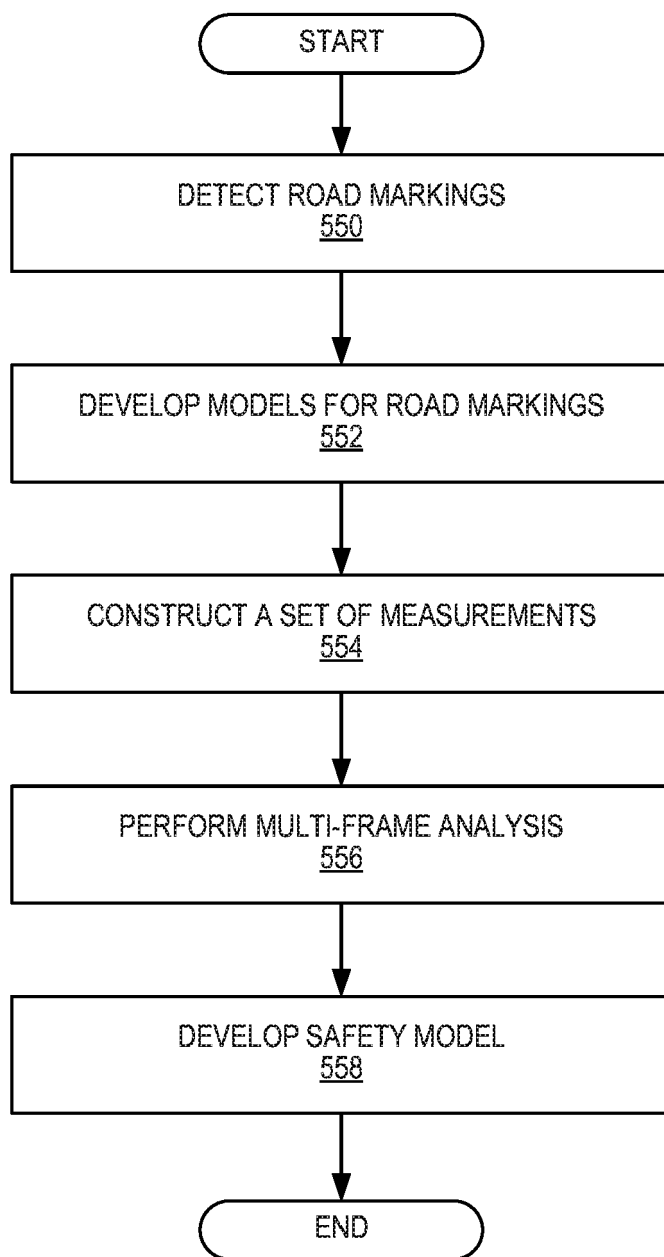 START
DETECT ROAD MARKINGS
550
DEVELOP MODELS FOR ROAD MARKINGS
552
CONSTRUCT A SET OF MEASUREMENTS
554
PERFORM MULTI-FRAME ANALYSIS
556
DEVELOP SAFETY MODEL
558
END